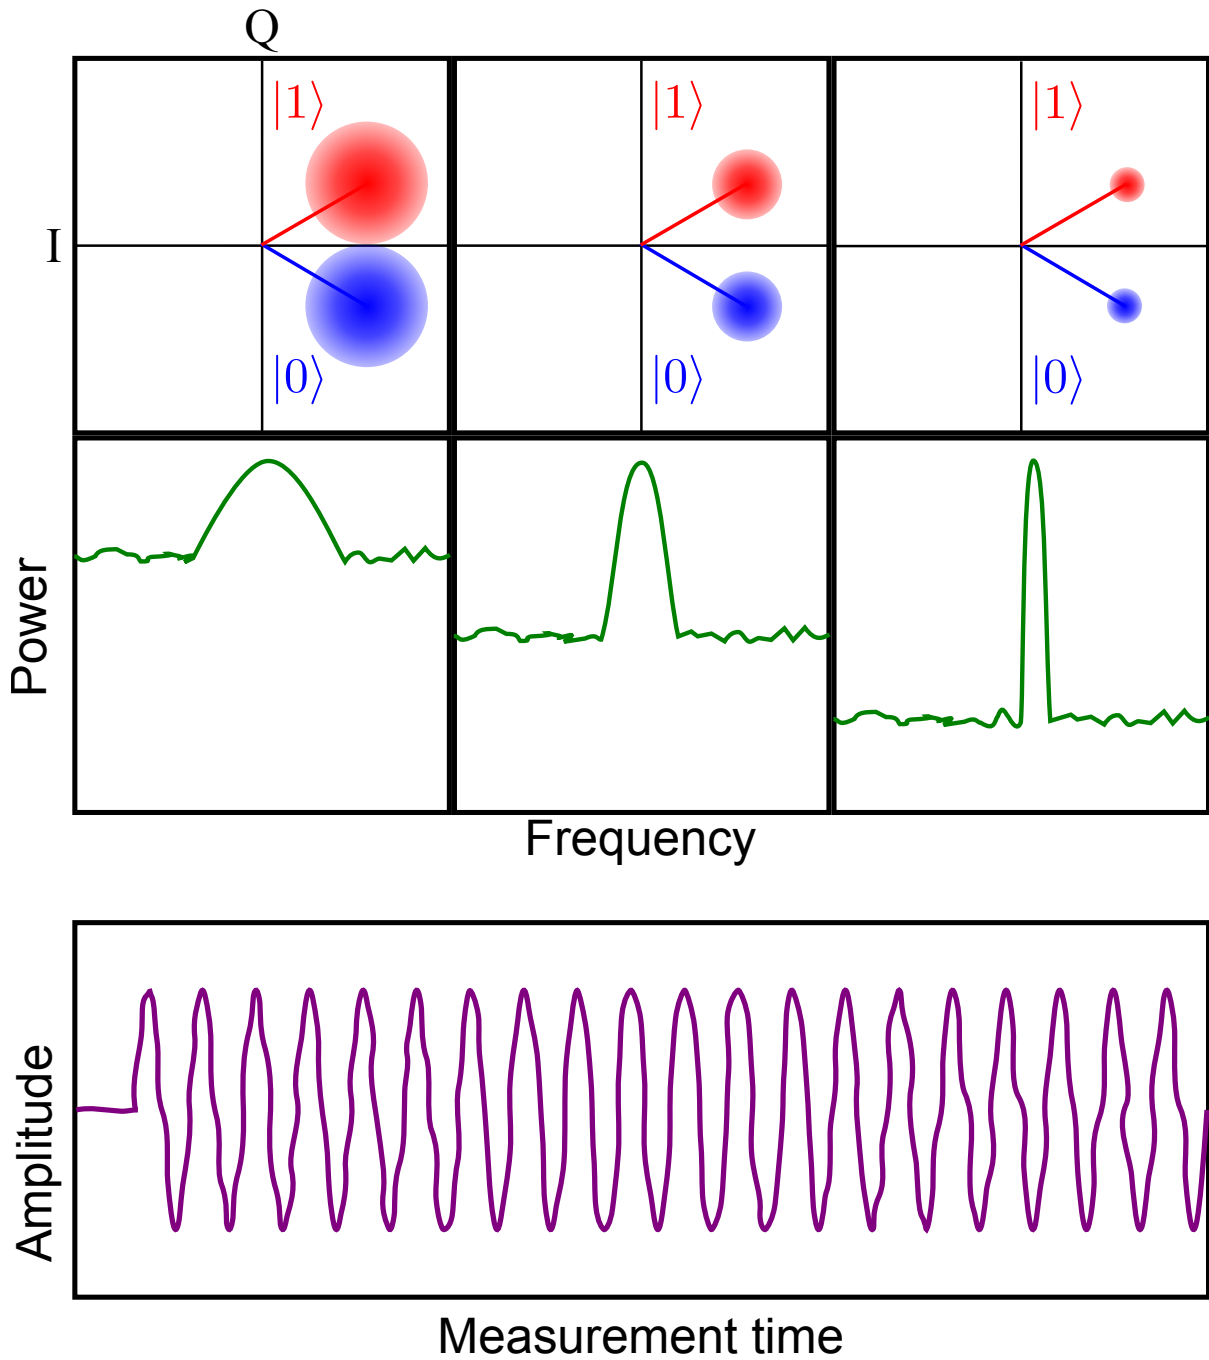 Q
|1⟩ |1⟩ |1⟩
I
|0⟩ |0⟩ |0⟩
Power
Frequency
Amplitude
Measurement time